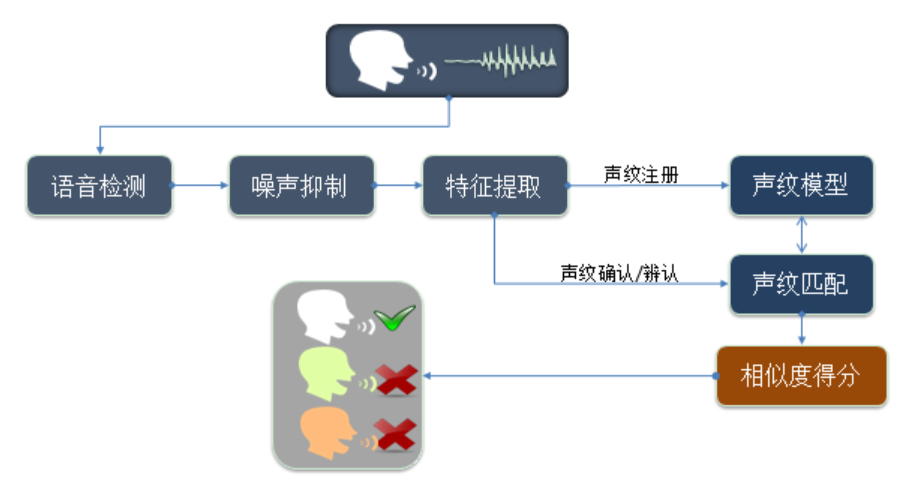 语音检测
噪声抑制
特征提取
声纹注册
声纹模型
声纹确认/辨认
声纹匹配
相似度得分